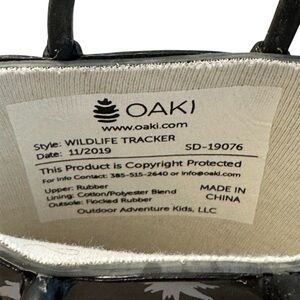 OAKI
www.oaki.com
Style: WILDLIFE TRACKER
Date: 11/2019 SD-19076
This Product is Copyright Protected
For Info Contact: 385-515-2640 or info@oaki.com
Upper: Rubber
Lining: Cotton/Polyester Blend
Outsole: Flocked Rubber
MADE IN
CHINA
Outdoor Adventure Kids, LLC